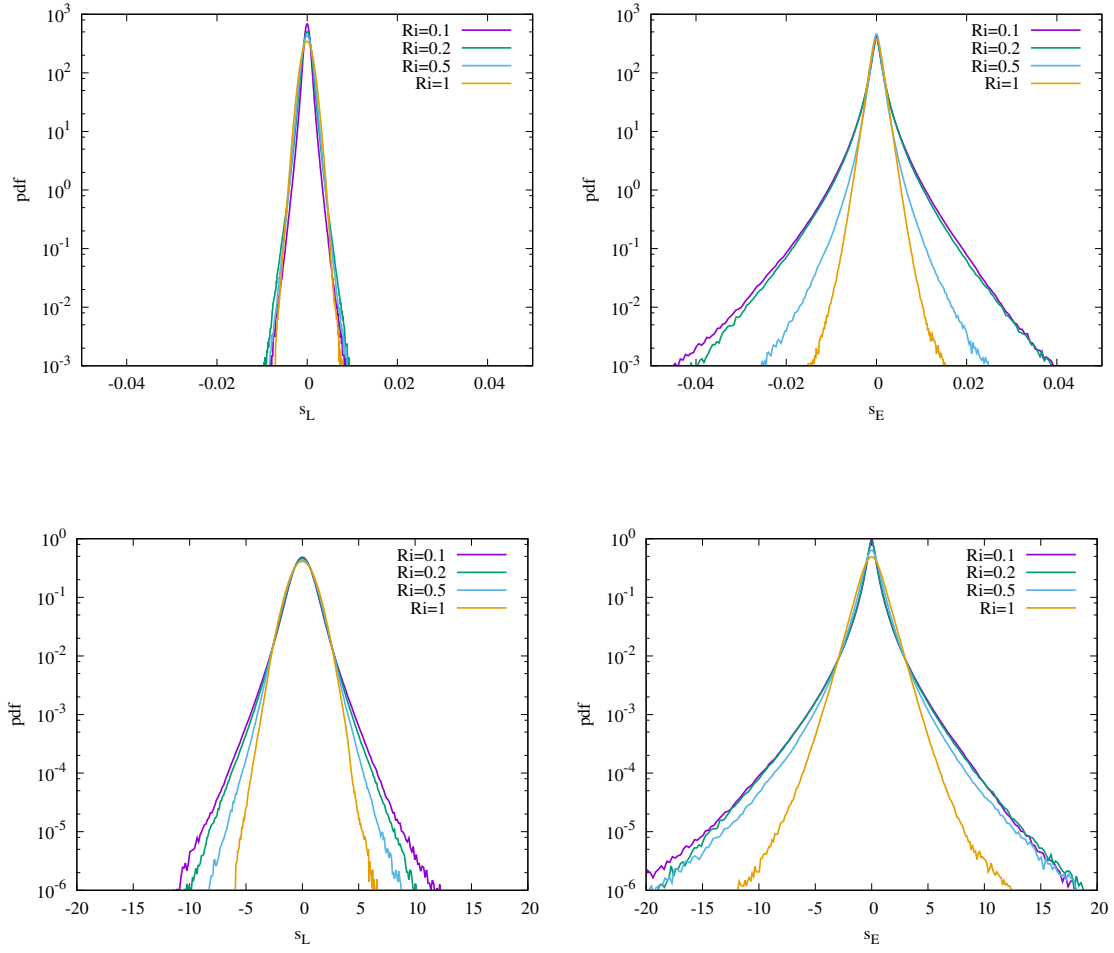 10^3
10^2
10^1
10^0
10^-1
10^-2
10^-3
pdf
Ri=0.1
Ri=0.2
Ri=0.5
Ri=1
-0.04 -0.02 0 0.02 0.04
s_L
10^3
10^2
10^1
10^0
10^-1
10^-2
10^-3
pdf
Ri=0.1
Ri=0.2
Ri=0.5
Ri=1
-0.04 -0.02 0 0.02 0.04
s_E
10^0
10^-1
10^-2
10^-3
10^-4
10^-5
10^-6
pdf
Ri=0.1
Ri=0.2
Ri=0.5
Ri=1
-20 -15 -10 -5 0 5 10 15 20
s_L
10^0
10^-1
10^-2
10^-3
10^-4
10^-5
10^-6
pdf
Ri=0.1
Ri=0.2
Ri=0.5
Ri=1
-20 -15 -10 -5 0 5 10 15 20
s_E